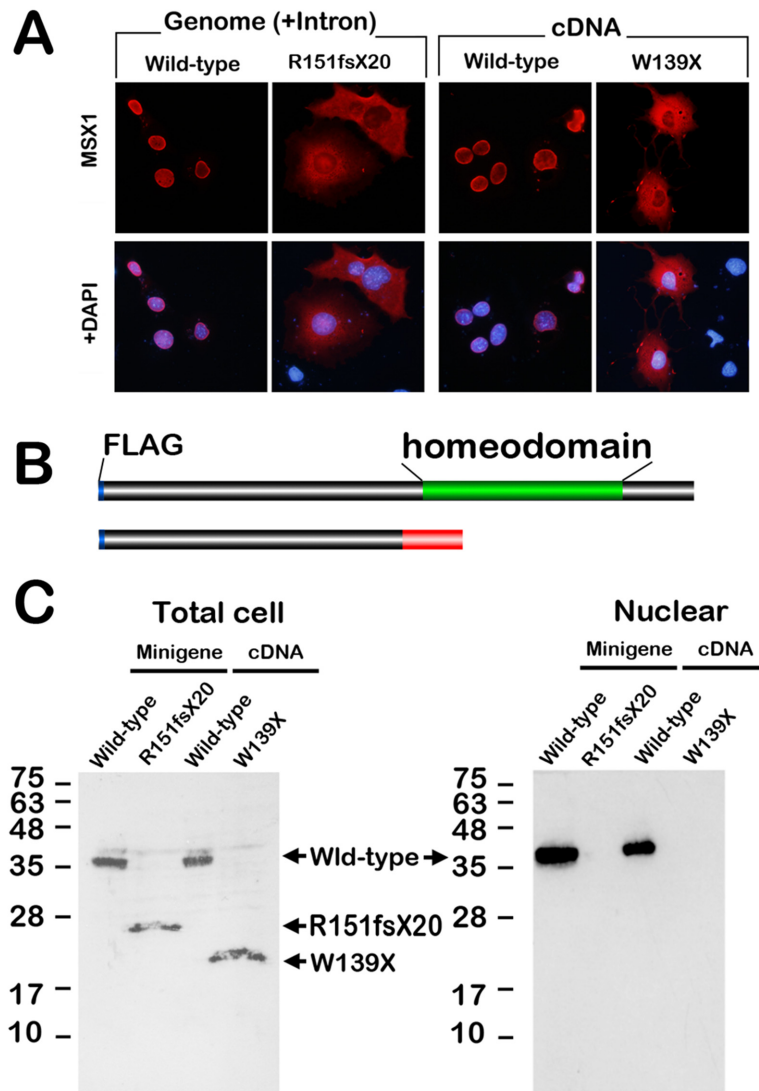 A
Genome (+Intron)
cDNA
Wild-type
R151fsX20
Wild-type
W139X
MSX1
+DAPI
B
FLAG
homeodomain
C
Total cell
Nuclear
Minigene
cDNA
Minigene
cDNA
Wild-type
R151fsX20
Wild-type
W139X
Wild-type
R151fsX20
Wild-type
W139X
75
63
48
35
28
17
10
WId-type
R151fsX20
W139X
75
63
48
35
28
17
10